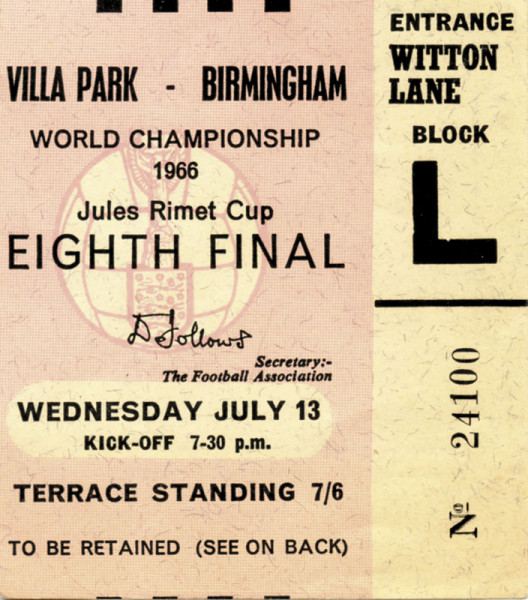 VILLA PARK - BIRMINGHAM
WORLD CHAMPIONSHIP
1966
Jules Rimet Cup
EIGHTH FINAL
D Follows
Secretary:-
The Football Association
WEDNESDAY JULY 13
KICK-OFF 7-30 p.m.
TERRACE STANDING 7/6
TO BE RETAINED (SEE ON BACK)
ENTRANCE
WITTON
LANE
BLOCK
L
Nº 24100